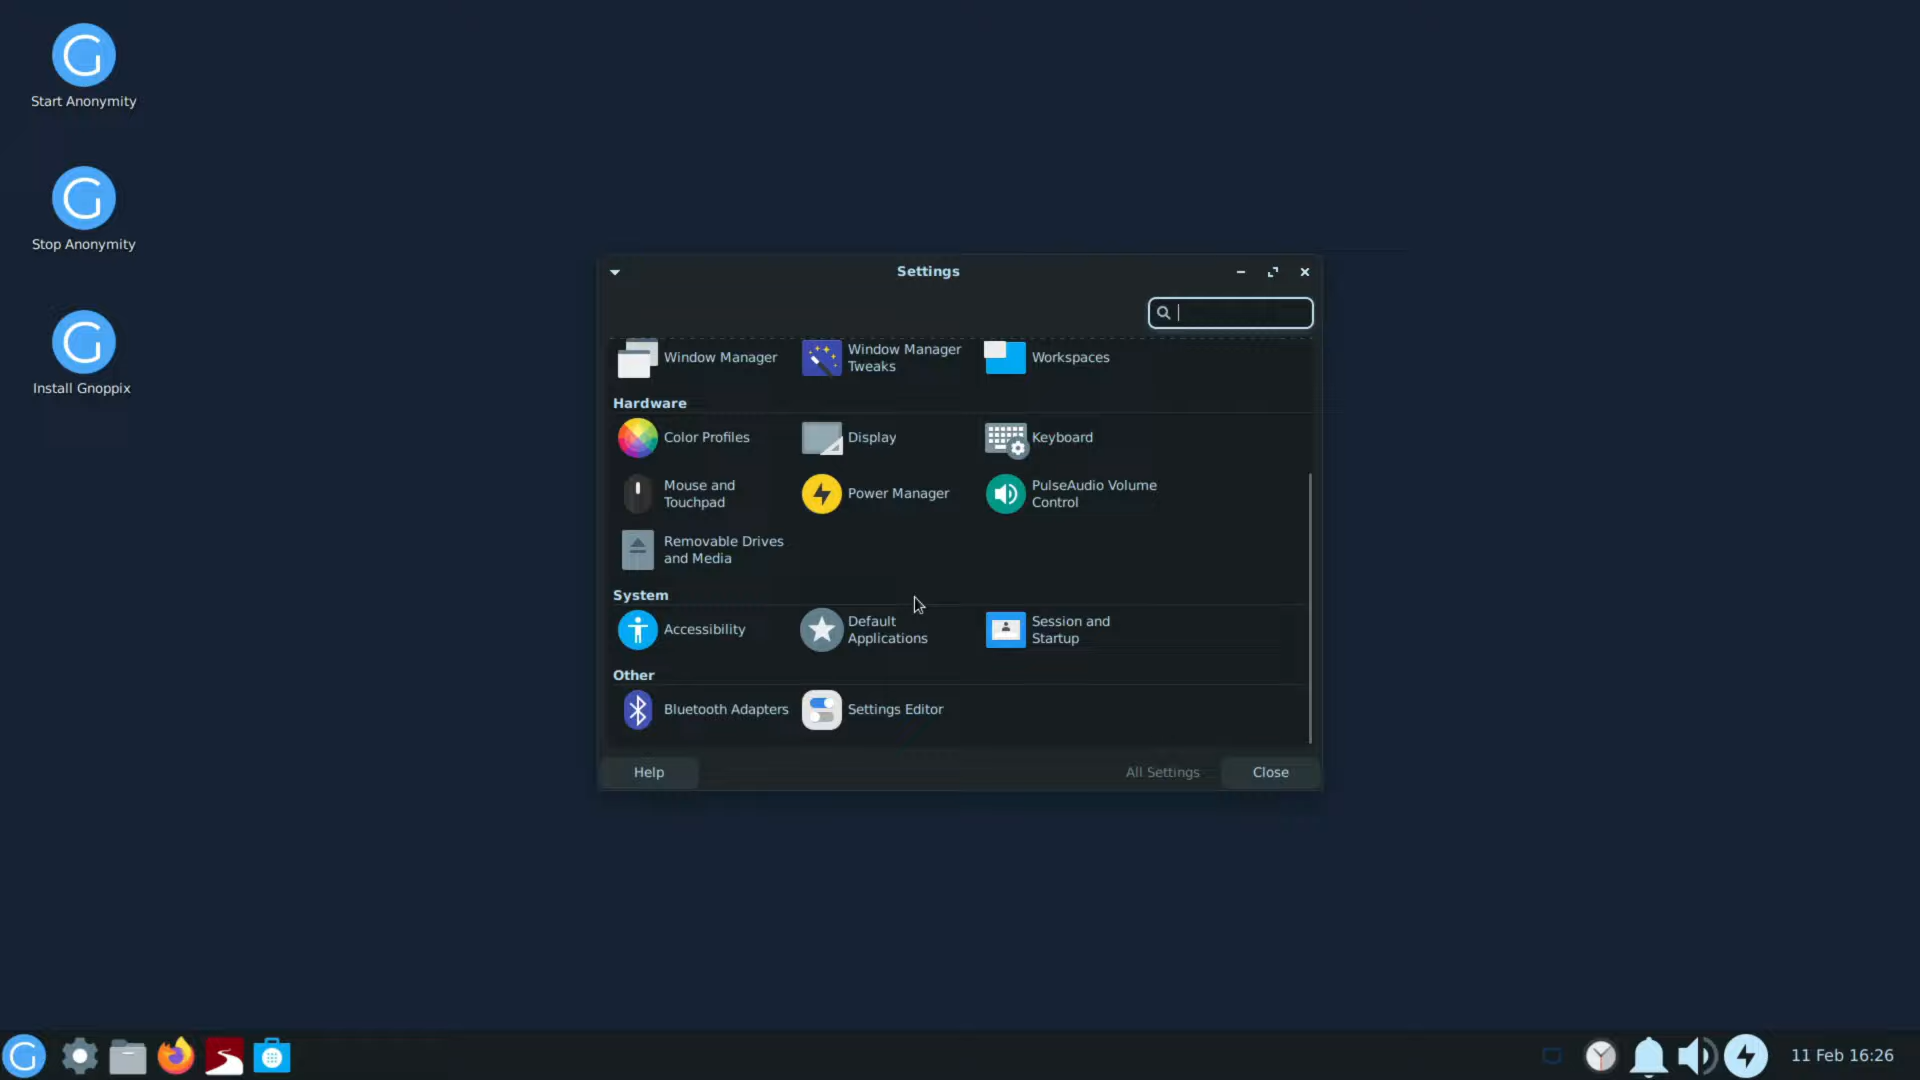 Start Anonymity
Stop Anonymity
Install Gnoppix
Settings
Window Manager
Window Manager
Tweaks
Workspaces
Hardware
Color Profiles
Display
Keyboard
Mouse and
Touchpad
Power Manager
PulseAudio Volume
Control
Removable Drives
and Media
System
Accessibility
Default
Applications
Session and
Startup
Other
Bluetooth Adapters
Settings Editor
Help
All Settings
Close
11 Feb 16:26